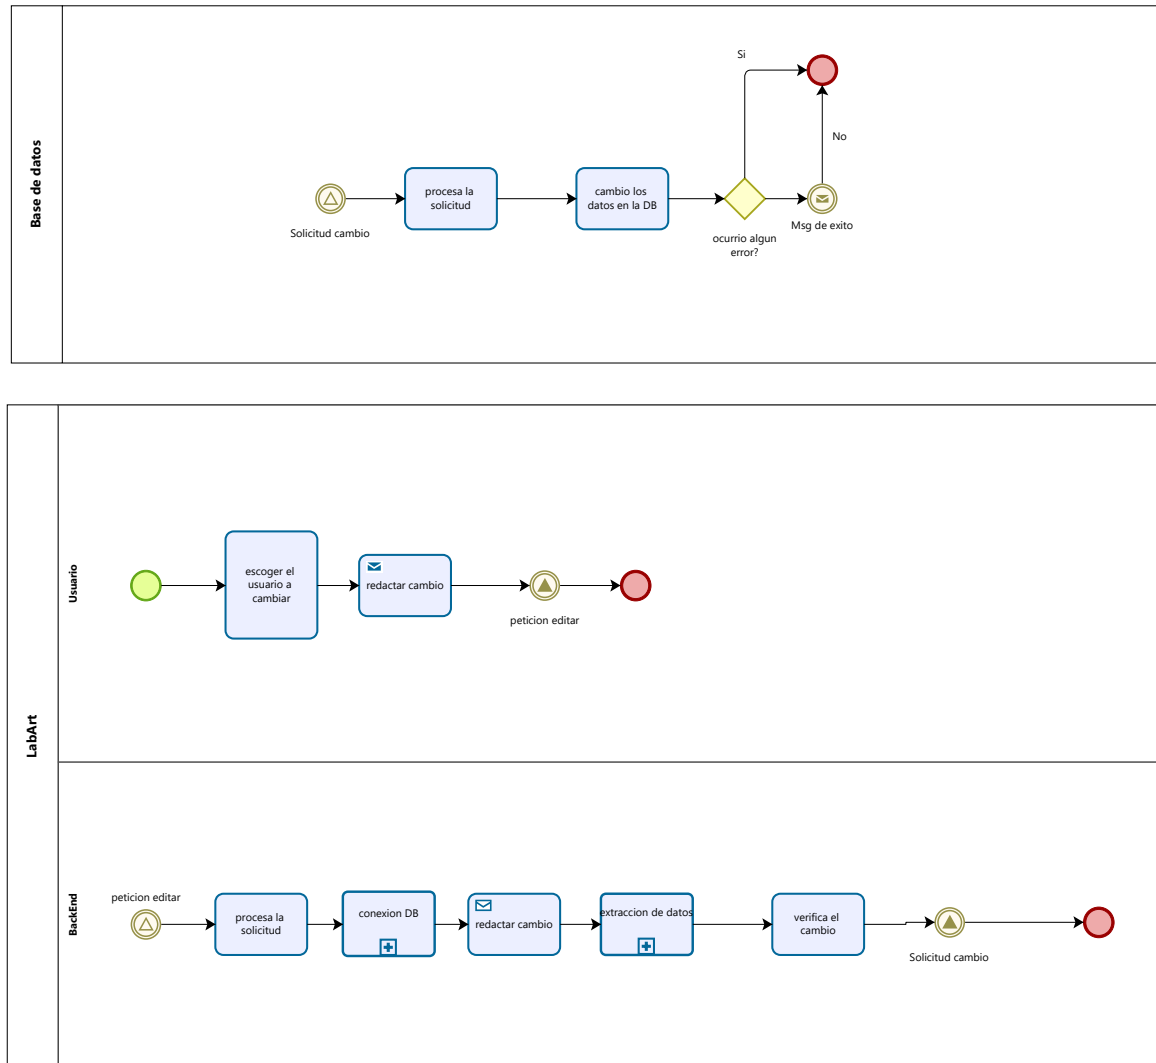 Base de datos
Si
No
procesa la
solicitud
cambio los
datos en la DB
Solicitud cambio
Msg de exito
ocurrio algun
error?
LabArt
Usuario
escoger el
usuario a
cambiar
redactar cambio
peticion editar
BackEnd
peticion editar
procesa la
solicitud
conexion DB
redactar cambio
extraccion de datos
verifica el
cambio
Solicitud cambio